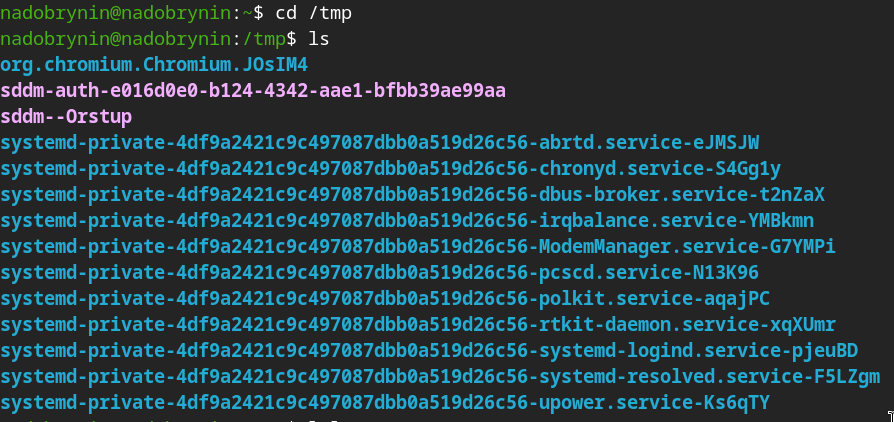 nadobrynin@nadobrynin:~$ cd /tmp
nadobrynin@nadobrynin:/tmp$ ls
org.chromium.Chromium.JOsIM4
sddm-auth-e016d0e0-b124-4342-aae1-bfbb39ae99aa
sddm--Orstup
systemd-private-4df9a2421c9c497087dbb0a519d26c56-abrtd.service-eJMSJW
systemd-private-4df9a2421c9c497087dbb0a519d26c56-chronyd.service-S4Gg1y
systemd-private-4df9a2421c9c497087dbb0a519d26c56-dbus-broker.service-t2nZaX
systemd-private-4df9a2421c9c497087dbb0a519d26c56-irqbalance.service-YMBkmn
systemd-private-4df9a2421c9c497087dbb0a519d26c56-ModemManager.service-G7YMPi
systemd-private-4df9a2421c9c497087dbb0a519d26c56-pcscd.service-N13K96
systemd-private-4df9a2421c9c497087dbb0a519d26c56-polkit.service-aqajPC
systemd-private-4df9a2421c9c497087dbb0a519d26c56-rtkit-daemon.service-xqXUmr
systemd-private-4df9a2421c9c497087dbb0a519d26c56-systemd-logind.service-pjeuBD
systemd-private-4df9a2421c9c497087dbb0a519d26c56-systemd-resolved.service-F5LZgm
systemd-private-4df9a2421c9c497087dbb0a519d26c56-upower.service-Ks6qTY